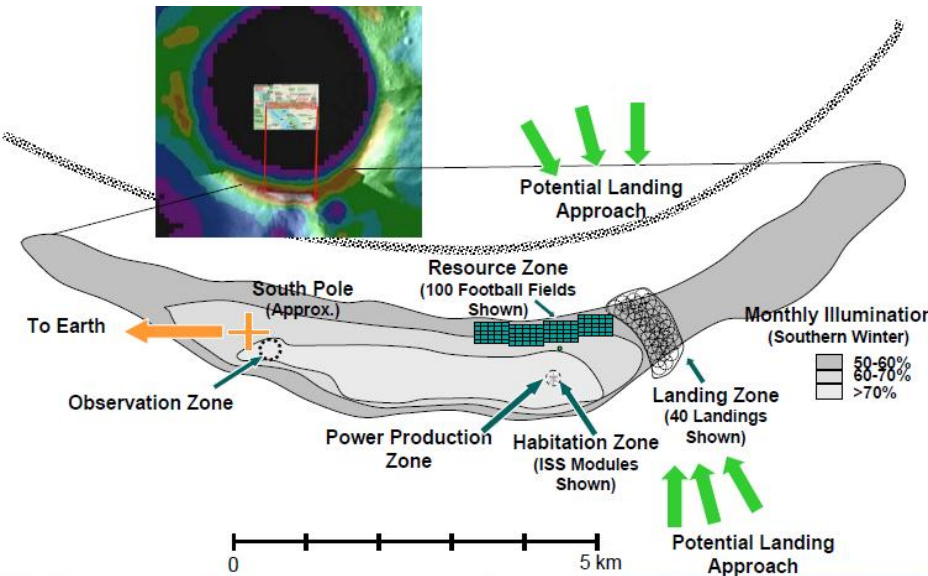 Potential Landing
Approach
Resource Zone
(100 Football Fields
Shown)
South Pole
(Approx.)
To Earth
Monthly Illumination
(Southern Winter)
50-60%
60-70%
>70%
Observation Zone
Landing Zone
(40 Landings
Shown)
Power Production
Zone
Habitation Zone
(ISS Modules
Shown)
0
5 km
Potential Landing
Approach